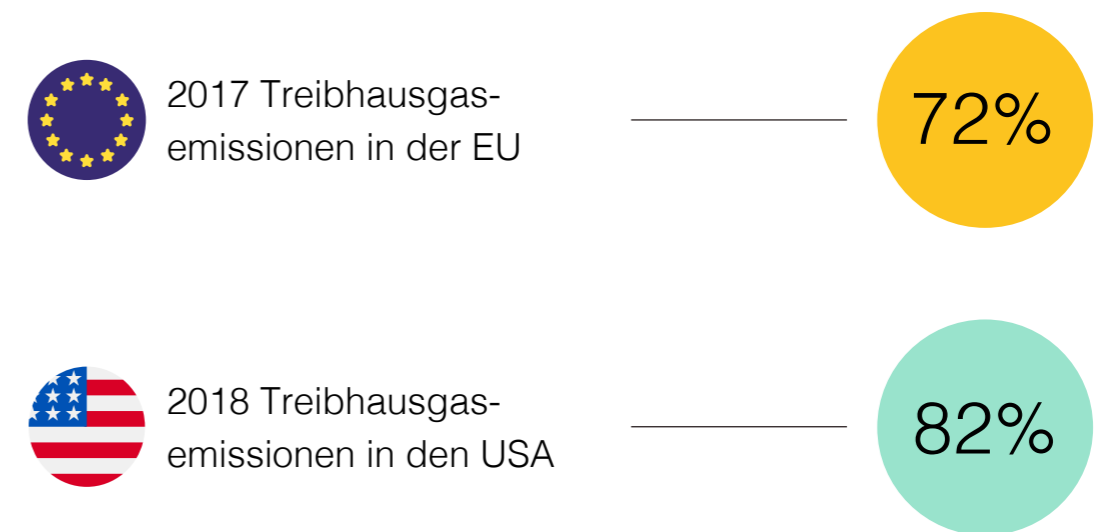 2017 Treibhausgas-
emissionen in der EU
72%
2018 Treibhausgas-
emissionen in den USA
82%